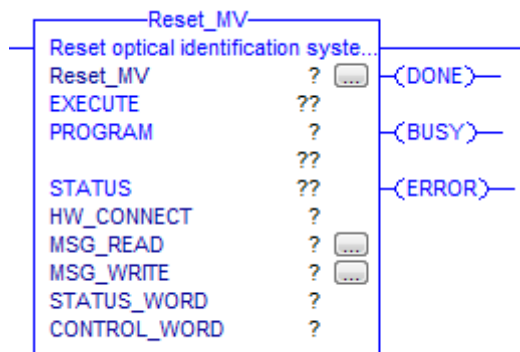 Reset_MV
Reset optical identification syste...
Reset_MV ? ... (DONE)
EXECUTE ??
PROGRAM ? (BUSY)
??
STATUS ?? (ERROR)
HW_CONNECT ?
MSG_READ ? ...
MSG_WRITE ? ...
STATUS_WORD ?
CONTROL_WORD ?